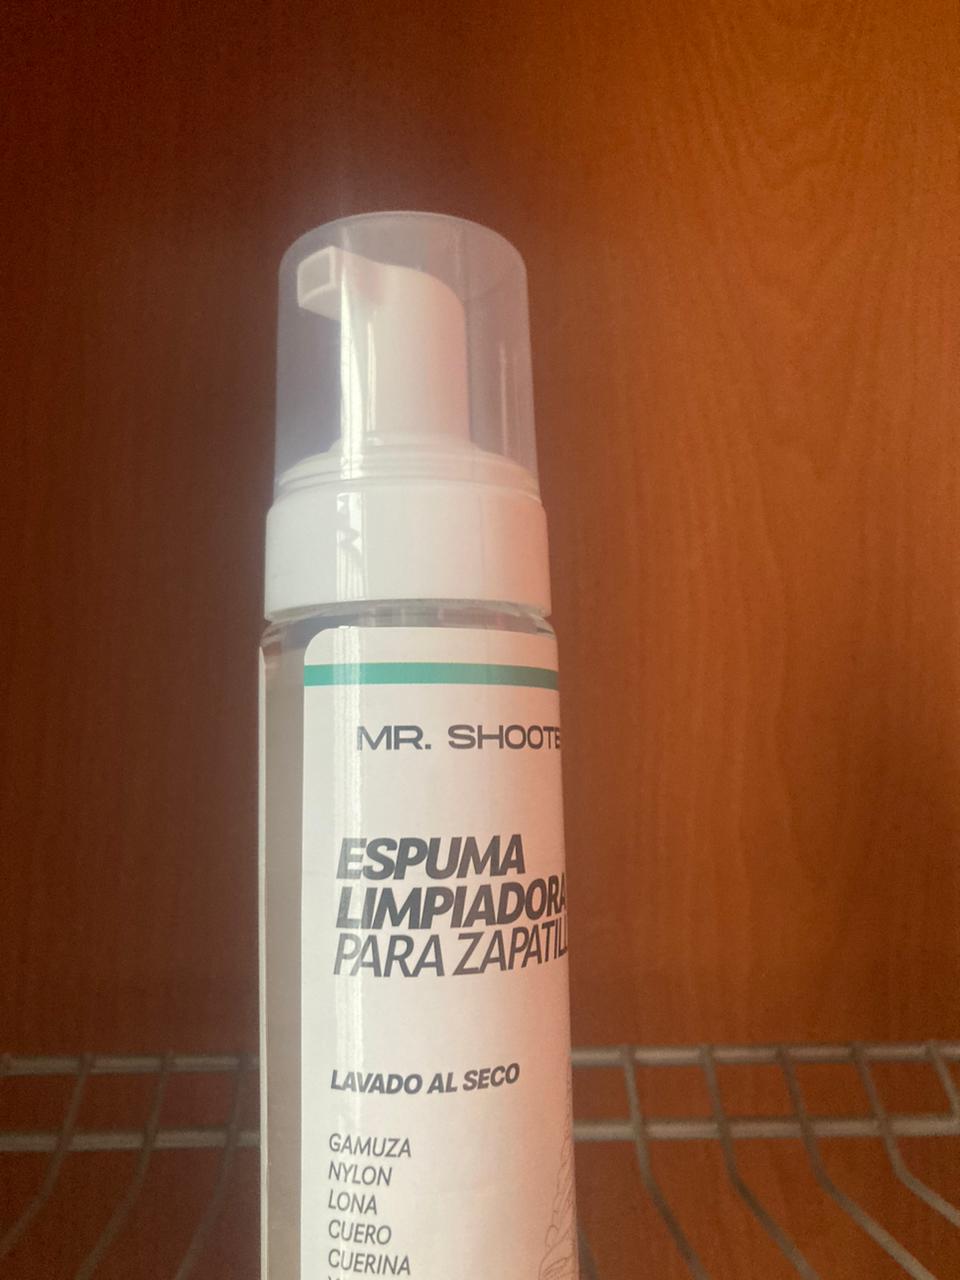 MR. SHOOTE
ESPUMA
LIMPIADORA
PARA ZAPATIL
LAVADO AL SECO
GAMUZA
NYLON
LONA
CUERO
CUERINA